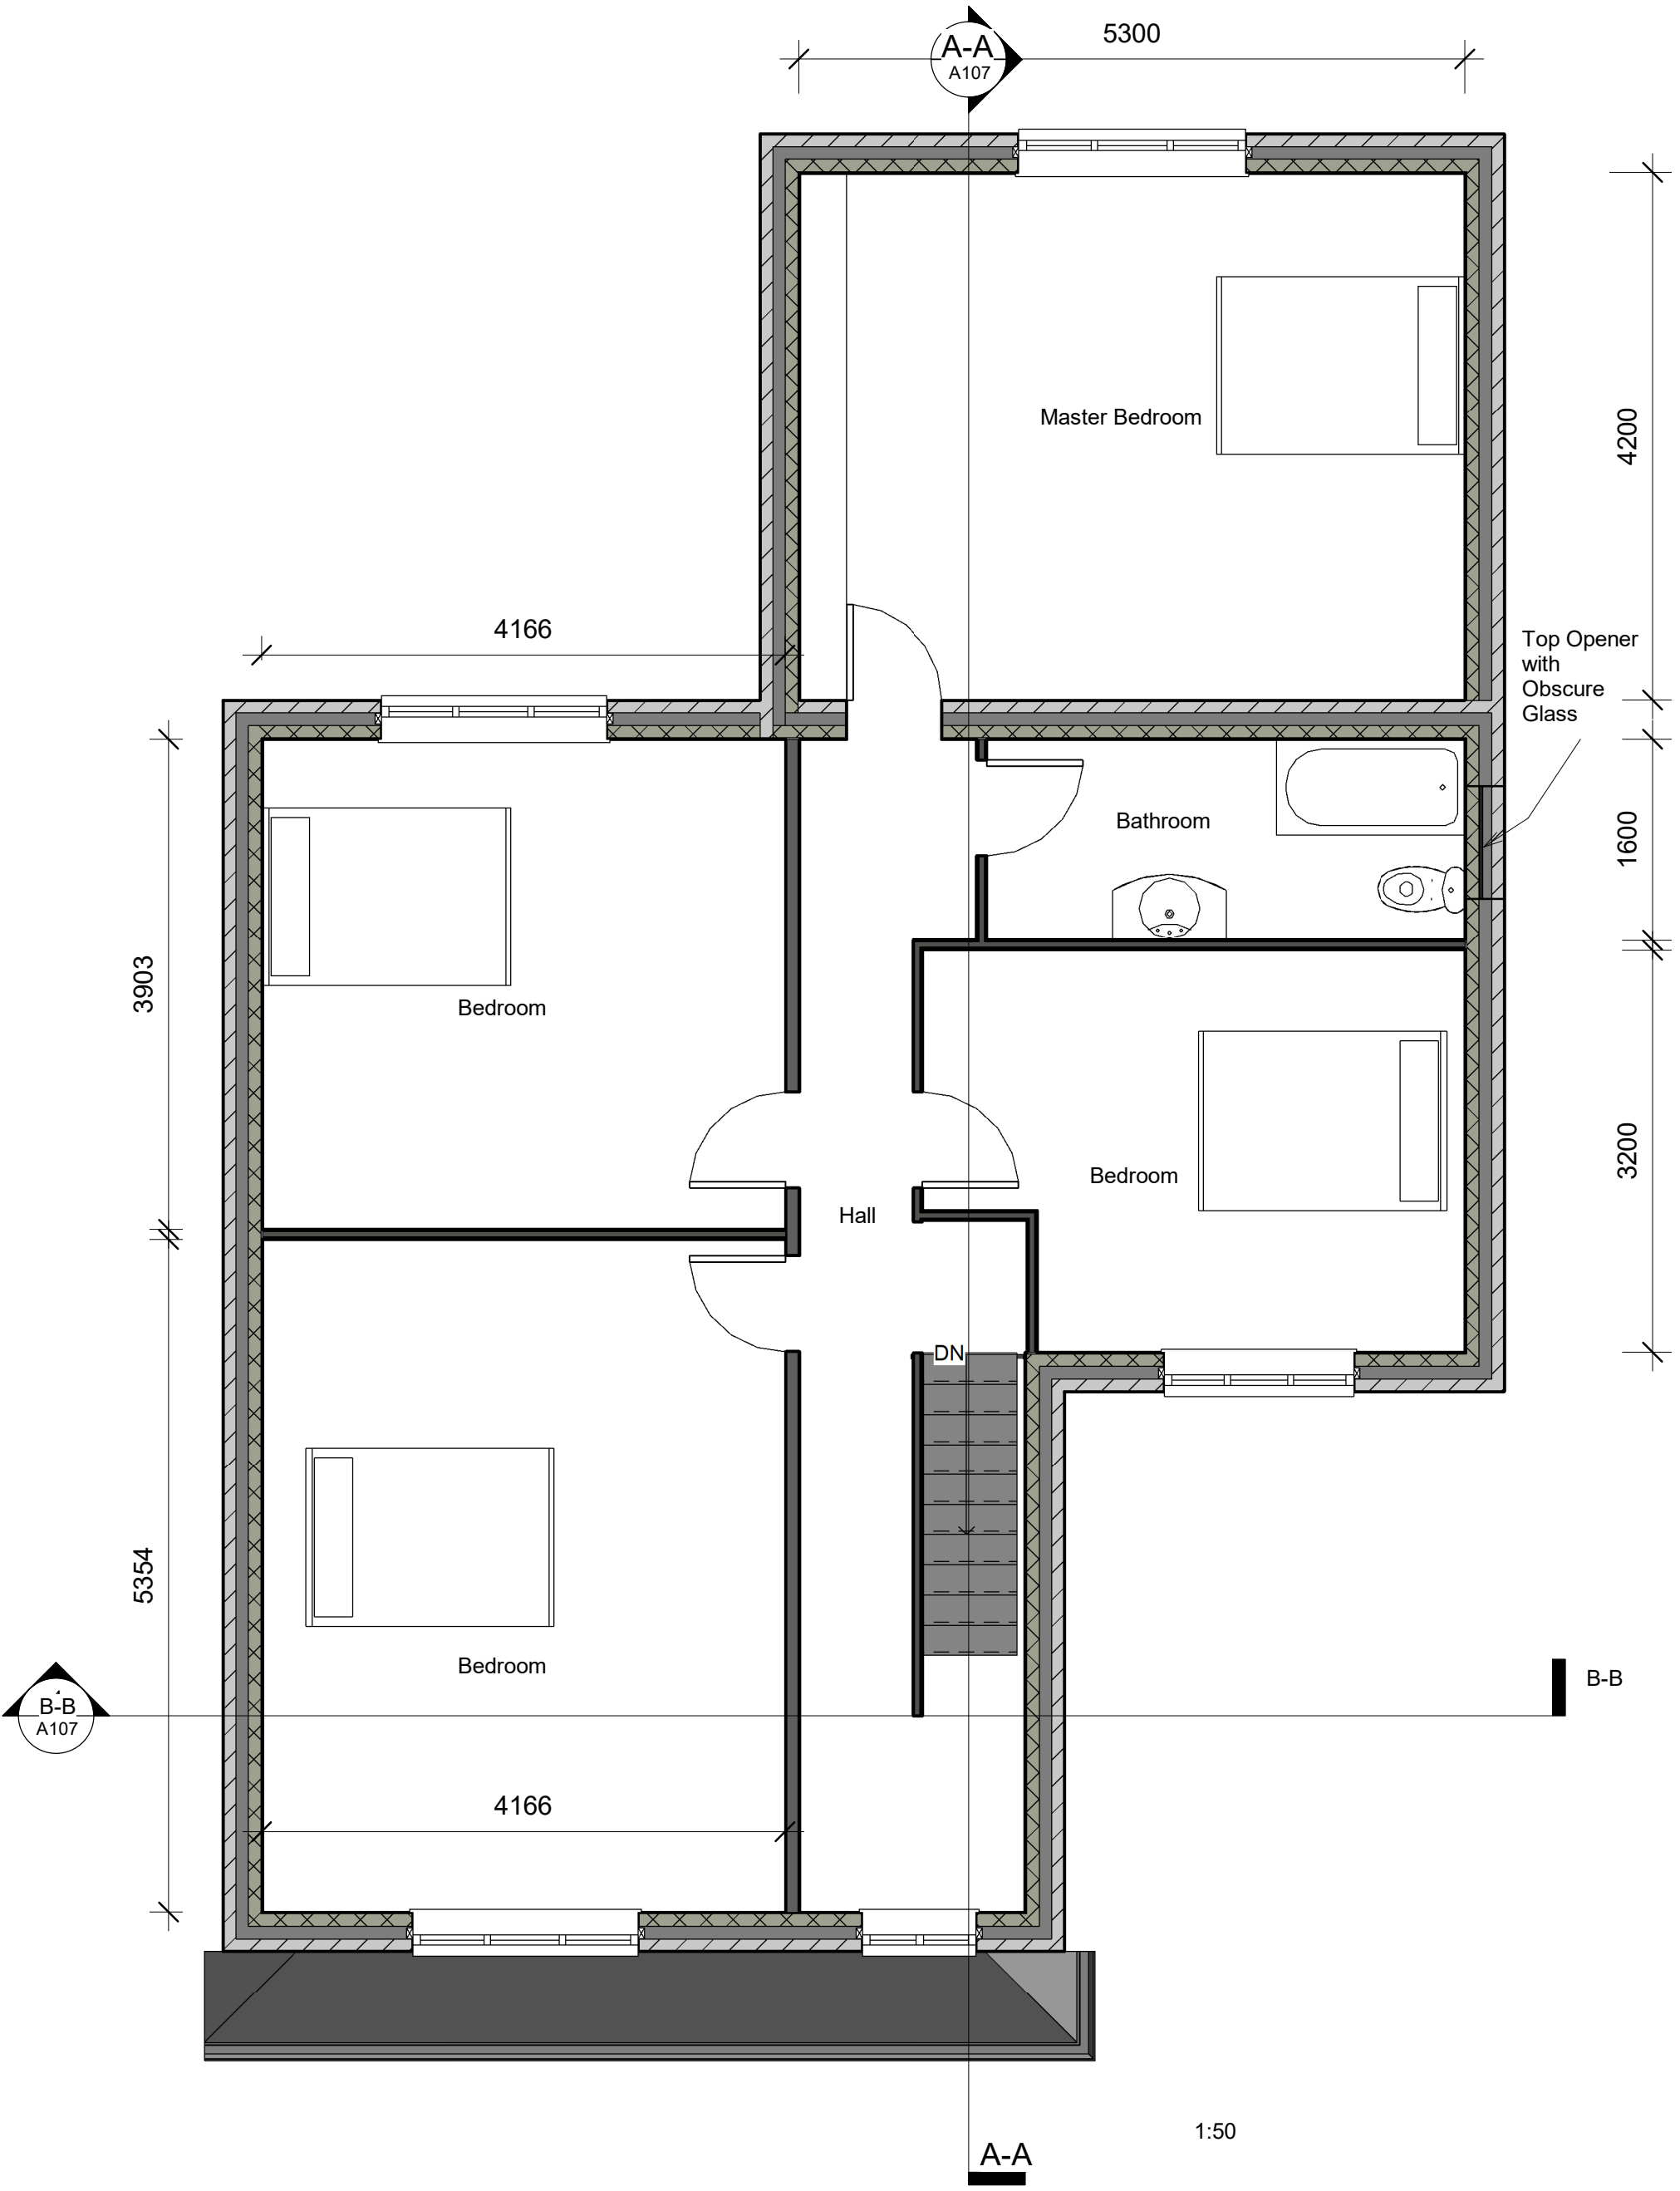 5300
A-A
A107
Master Bedroom
4200
4166
Top Opener
with
Obscure
Glass
Bathroom
1600
3903
Bedroom
Bedroom
3200
Hall
DN
5354
Bedroom
B-B
B-B
A107
4166
1:50
A-A